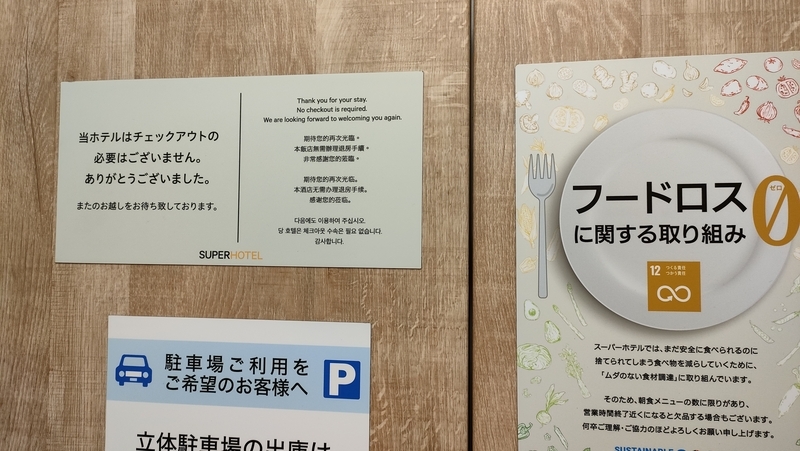 当ホテルはチェックアウトの
必要はございません。
ありがとうございました。
またのお越しをお待ち致しております。
Thank you for your stay.
No checkout is required.
We are looking forward to welcoming you again.
期待您的再次光臨。
本飯店無需辦理退房手續。
非常感謝您的蒞臨。
期待您的再次光临。
本酒店无需办理退房手续。
感谢您的莅临。
다음에도 이용하여 주십시오.
당 호텔은 체크아웃 수속은 필요 없습니다.
감사합니다.
SUPERHOTEL
駐車場ご利用を
ご希望のお客様へ
P
立体駐車場の出庫は
フードロス0
ゼロ
に関する取り組み
12 つくる責任
つかう責任
スーパーホテルでは、まだ安全に食べられるのに
捨てられてしまう食べ物を減らしていくために、
「ムダのない食材調達」に取り組んでいます。
そのため、朝食メニューの数に限りがあり、
営業時間終了近くになると欠品する場合もございます。
何卒ご理解・ご協力のほどよろしくお願い申し上げます。
SUSTAINABLE